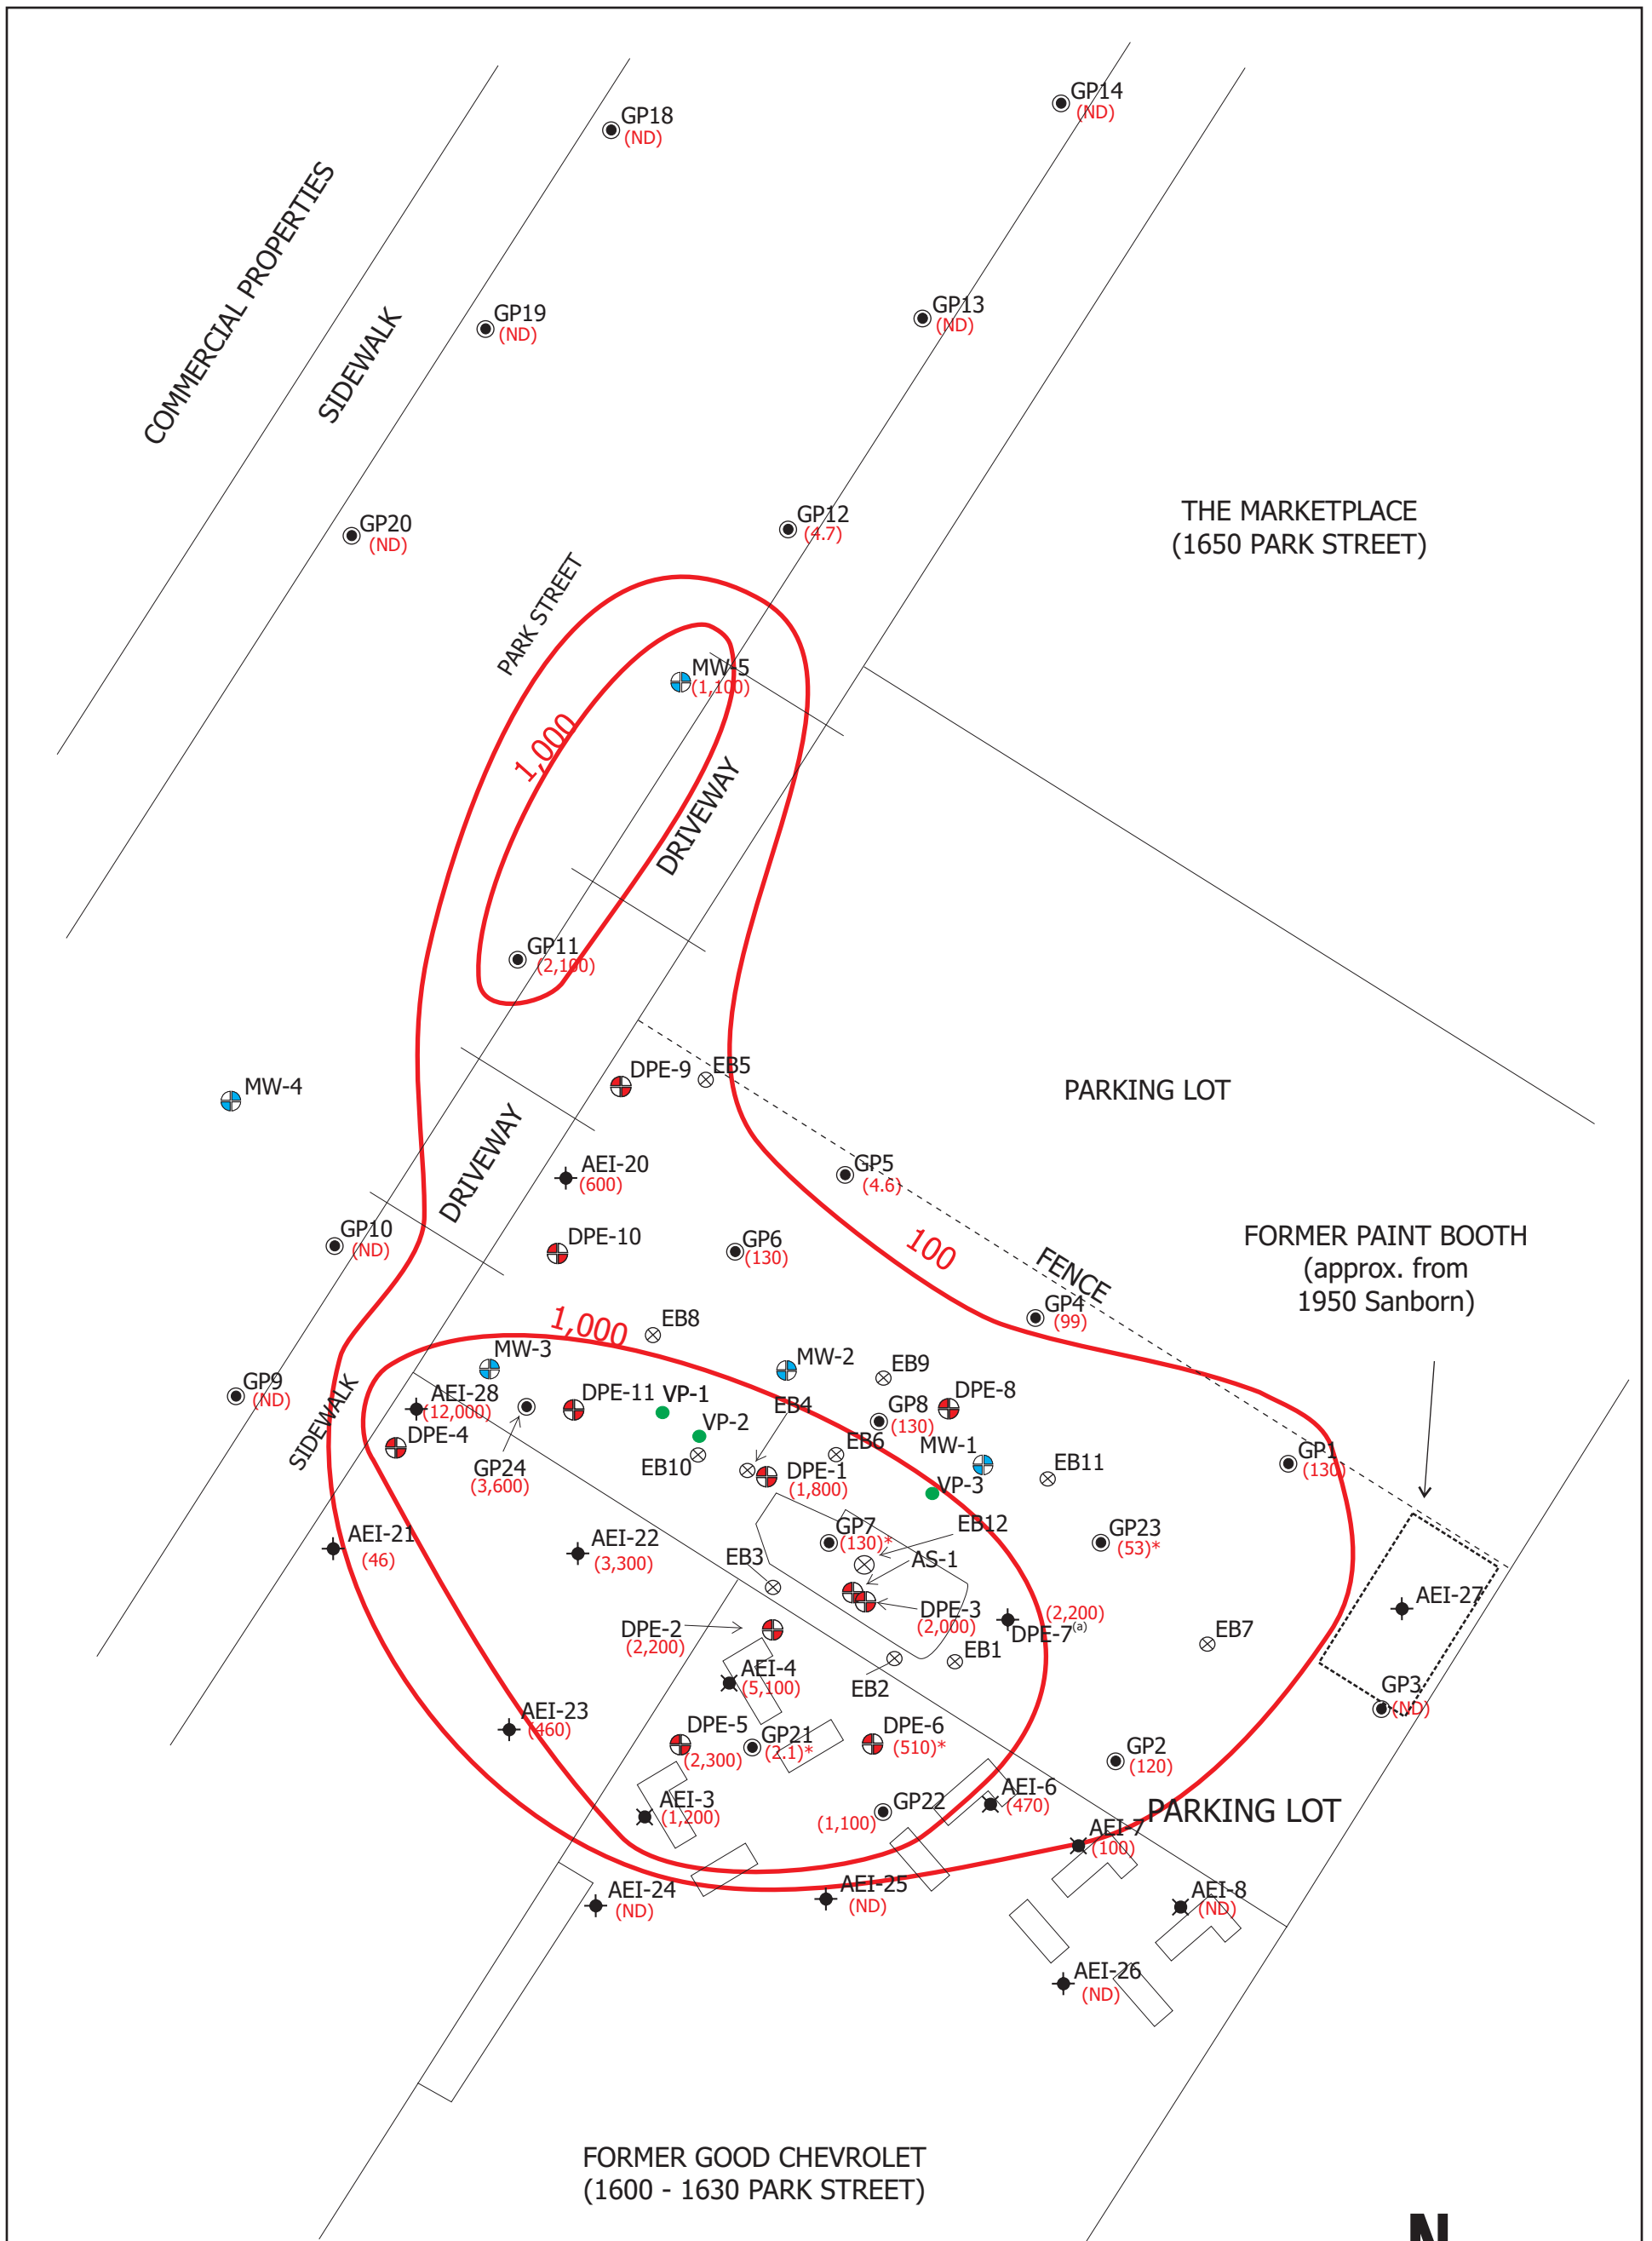 GP14
(ND)
GP18
(ND)
COMMERCIAL PROPERTIES
SIDEWALK
GP19
(ND)
GP13
(ND)
GP20
(ND)
GP12
(4.7)
THE MARKETPLACE
(1650 PARK STREET)
PARK STREET
MW-5
(1,100)
1,000
DRIVEWAY
GP11
(2,100)
DPE-9
EB5
PARKING LOT
MW-4
DRIVEWAY
AEI-20
(600)
GP5
(4.6)
GP10
(ND)
DPE-10
GP6
(130)
100
FENCE
FORMER PAINT BOOTH
(approx. from
1950 Sanborn)
GP4
(99)
1,000
EB8
MW-3
MW-2
EB9
GP9
(ND)
SIDEWALK
AEI-28
(12,000)
DPE-11
VP-1
EB4
DPE-8
GP8
(130)
DPE-4
VP-2
GP24
(3,600)
EB10
DPE-1
(1,800)
EB6
MW-1
EB11
GP1
(130)
VP-3
AEI-21
(46)
AEI-22
(3,300)
GP7
(130)*
EB12
GP23
(53)*
EB3
AS-1
AEI-27
DPE-2
(2,200)
DPE-3
(2,000)
(2,200)
DPE-7(a)
EB7
EB1
AEI-4
(5,100)
EB2
GP3
(ND)
AEI-23
(460)
DPE-5
(2,300)
GP21
(2.1)*
DPE-6
(510)*
GP2
(120)
AEI-3
(1,200)
GP22
(1,100)
AEI-6
(470)
PARKING LOT
AEI-7
(100)
AEI-24
(ND)
AEI-25
(ND)
AEI-8
(ND)
AEI-26
(ND)
FORMER GOOD CHEVROLET
(1600 - 1630 PARK STREET)
N